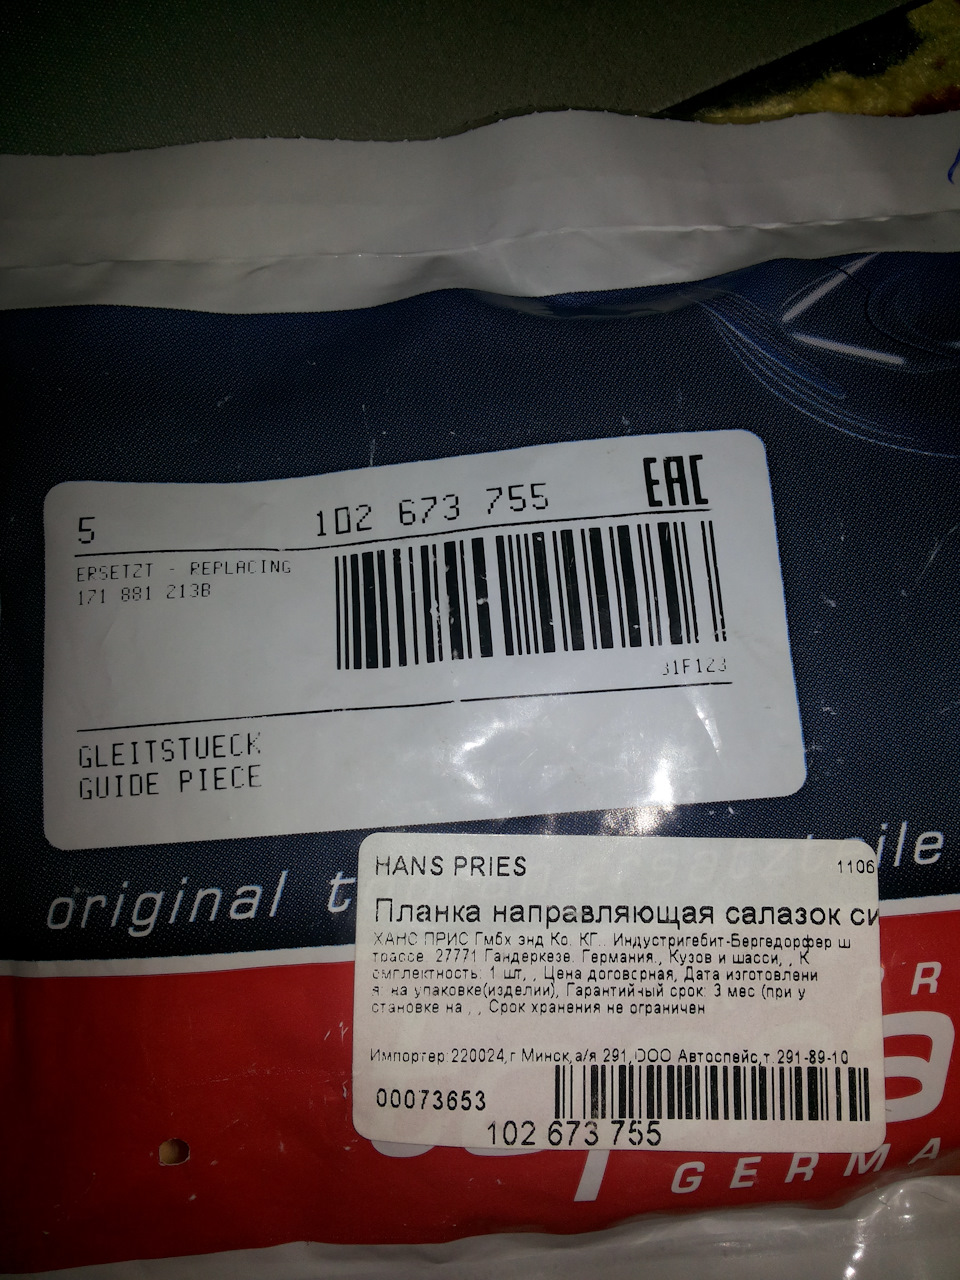 5 102 673 755 EAC
ERSETZT - REPLACING
171 881 213B
31F123
GLEITSTUECK
GUIDE PIECE
original
HANS PRIES 1106
Планка направляющая салазок си
ХАНС ПРИС Гмбх энд Ко. КГ., Индустригебит-Бергедорфер ш
трассе. 27771 Гандеркезе. Германия., Кузов и шасси, , К
омплектность: 1 шт, , Цена договорная, Дата изготовлени
я: на упаковке(изделии), Гарантийный срок: 3 мес (при у
становке на , , Срок хранения не ограничен
Импортер:220024,г Минск,а/я 291,ООО Автоспейс,т.291-89-10
00073653
102 673 755
GERMA